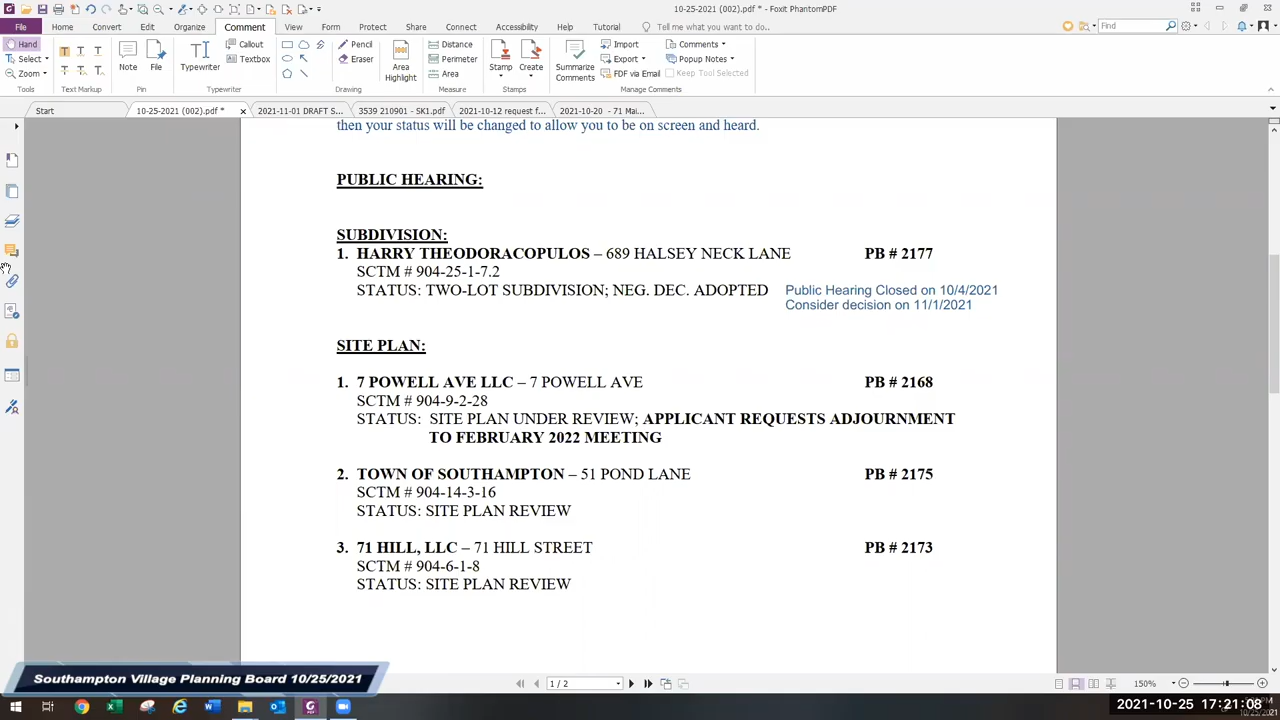 10-25-2021 (002).pdf * - Foxit PhantomPDF
File Home Convert Edit Organize Comment View Form Protect Share Connect Accessibility Help Tutorial Tell me what you want to do... Find
Hand Callout Pencil Distance Import Comments
Select Textbox Eraser Perimeter Export Popup Notes
Zoom Note File Typewriter Area Highlight Area Stamp Create Summarize Comments FDF via Email Keep Tool Selected
Tools Text Markup Pin Typewriter Drawing Measure Stamps Manage Comments
Start 10-25-2021 (002).pdf * 2021-11-01 DRAFT S... 3539 210901 - SK1.pdf 2021-10-12 request f... 2021-10-20 - 71 Mai...
then your status will be changed to allow you to be on screen and heard.
PUBLIC HEARING:
SUBDIVISION:
1. HARRY THEODORACOPULOS – 689 HALSEY NECK LANE PB # 2177
SCTM # 904-25-1-7.2
STATUS: TWO-LOT SUBDIVISION; NEG. DEC. ADOPTED Public Hearing Closed on 10/4/2021
Consider decision on 11/1/2021
SITE PLAN:
1. 7 POWELL AVE LLC – 7 POWELL AVE PB # 2168
SCTM # 904-9-2-28
STATUS: SITE PLAN UNDER REVIEW; APPLICANT REQUESTS ADJOURNMENT
TO FEBRUARY 2022 MEETING
2. TOWN OF SOUTHAMPTON – 51 POND LANE PB # 2175
SCTM # 904-14-3-16
STATUS: SITE PLAN REVIEW
3. 71 HILL, LLC – 71 HILL STREET PB # 2173
SCTM # 904-6-1-8
STATUS: SITE PLAN REVIEW
Southampton Village Planning Board 10/25/2021
1 / 2 150%
2021-10-25 17:21:08